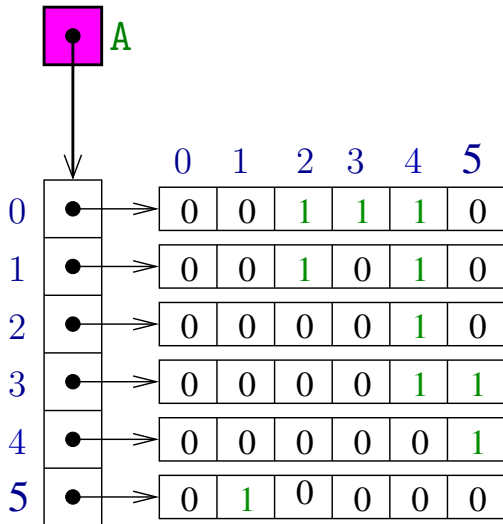 A
0 1 2 3 4 5
0 0 0 1 1 1 0
1 0 0 1 0 1 0
2 0 0 0 0 1 0
3 0 0 0 0 1 1
4 0 0 0 0 0 1
5 0 1 0 0 0 0